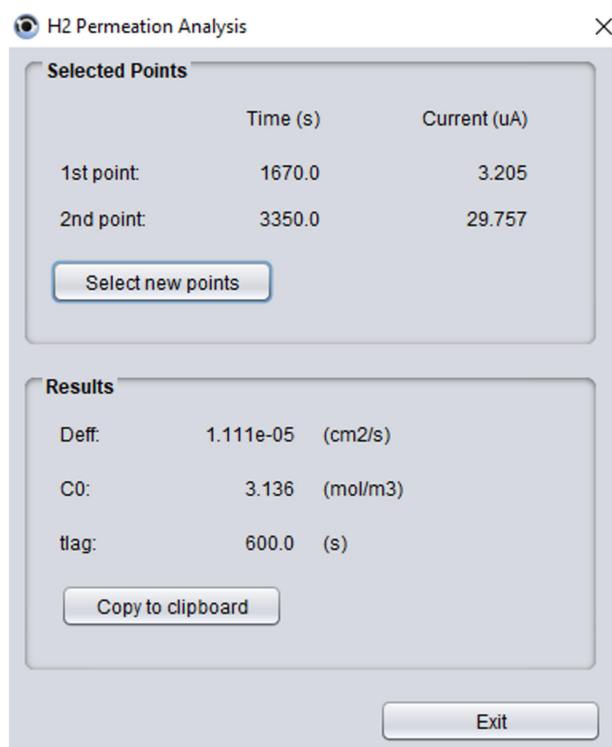 H2 Permeation Analysis
Selected Points
Time (s) Current (uA)
1st point: 1670.0 3.205
2nd point: 3350.0 29.757
Select new points
Results
Deff: 1.111e-05 (cm2/s)
C0: 3.136 (mol/m3)
tlag: 600.0 (s)
Copy to clipboard
Exit